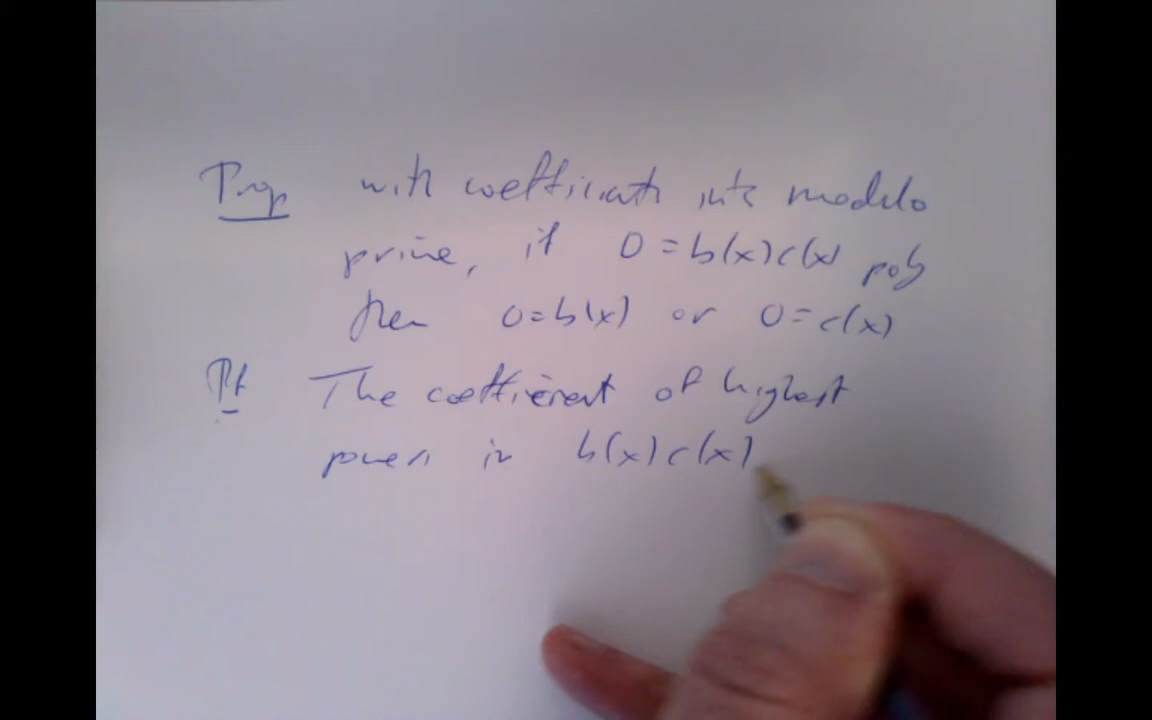 Prop with coefficients ints modulo
prime, if 0 = b(x)c(x) poly
then 0=b(x) or 0=c(x)
Pf The coefficient of highest
power in b(x)c(x)